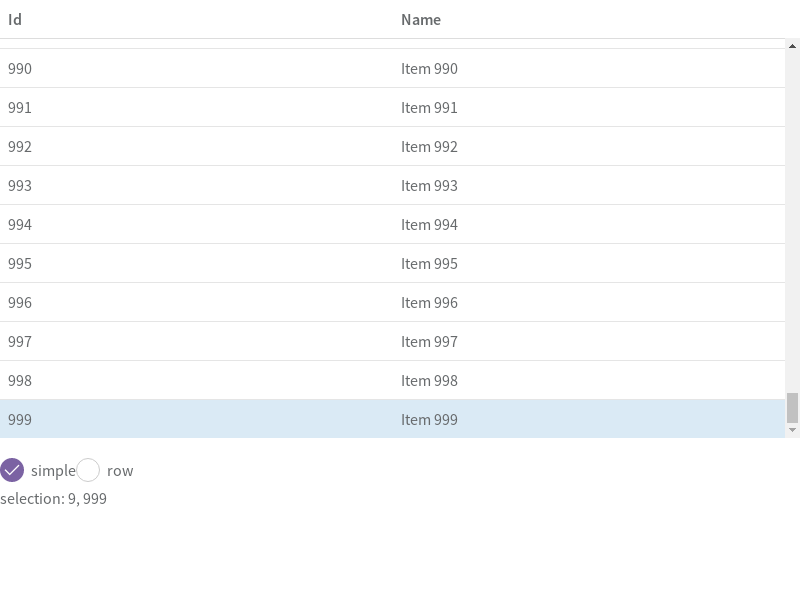 Id Name
990 Item 990
991 Item 991
992 Item 992
993 Item 993
994 Item 994
995 Item 995
996 Item 996
997 Item 997
998 Item 998
999 Item 999
simple row
selection: 9, 999